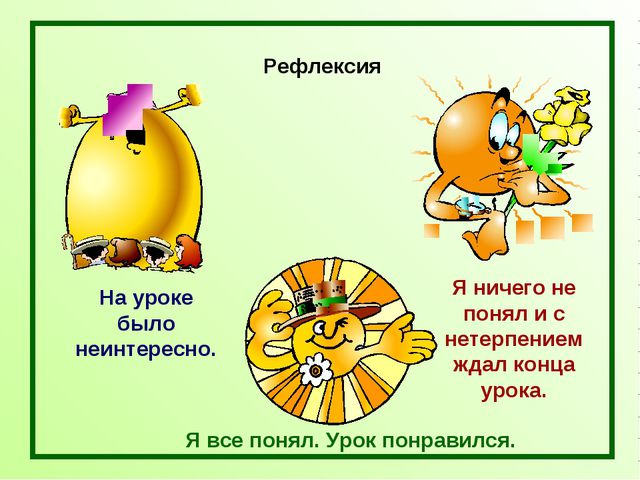 Рефлексия
На уроке
было
неинтересно.
Я ничего не
понял и с
нетерпением
ждал конца
урока.
Я все понял. Урок понравился.